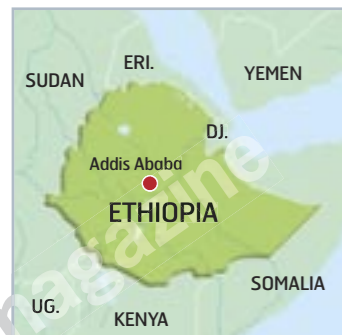 ERI.
SUDAN
YEMEN
DJ.
Addis Ababa
ETHIOPIA
SOMALIA
UG.
KENYA
magazine